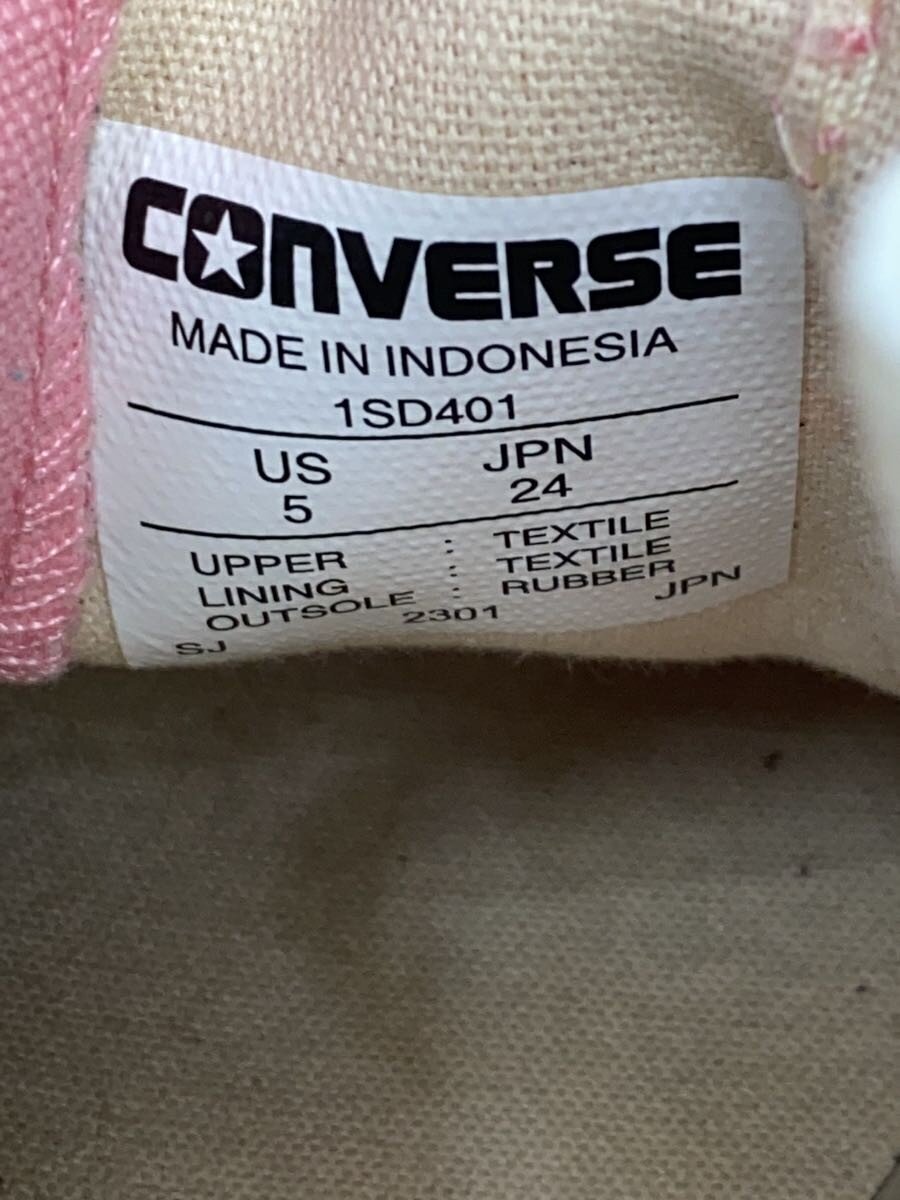 CONVERSE
MADE IN INDONESIA
1SD401
US JPN
5 24
UPPER : TEXTILE
LINING : TEXTILE
OUTSOLE : RUBBER
SJ 2301 JPN